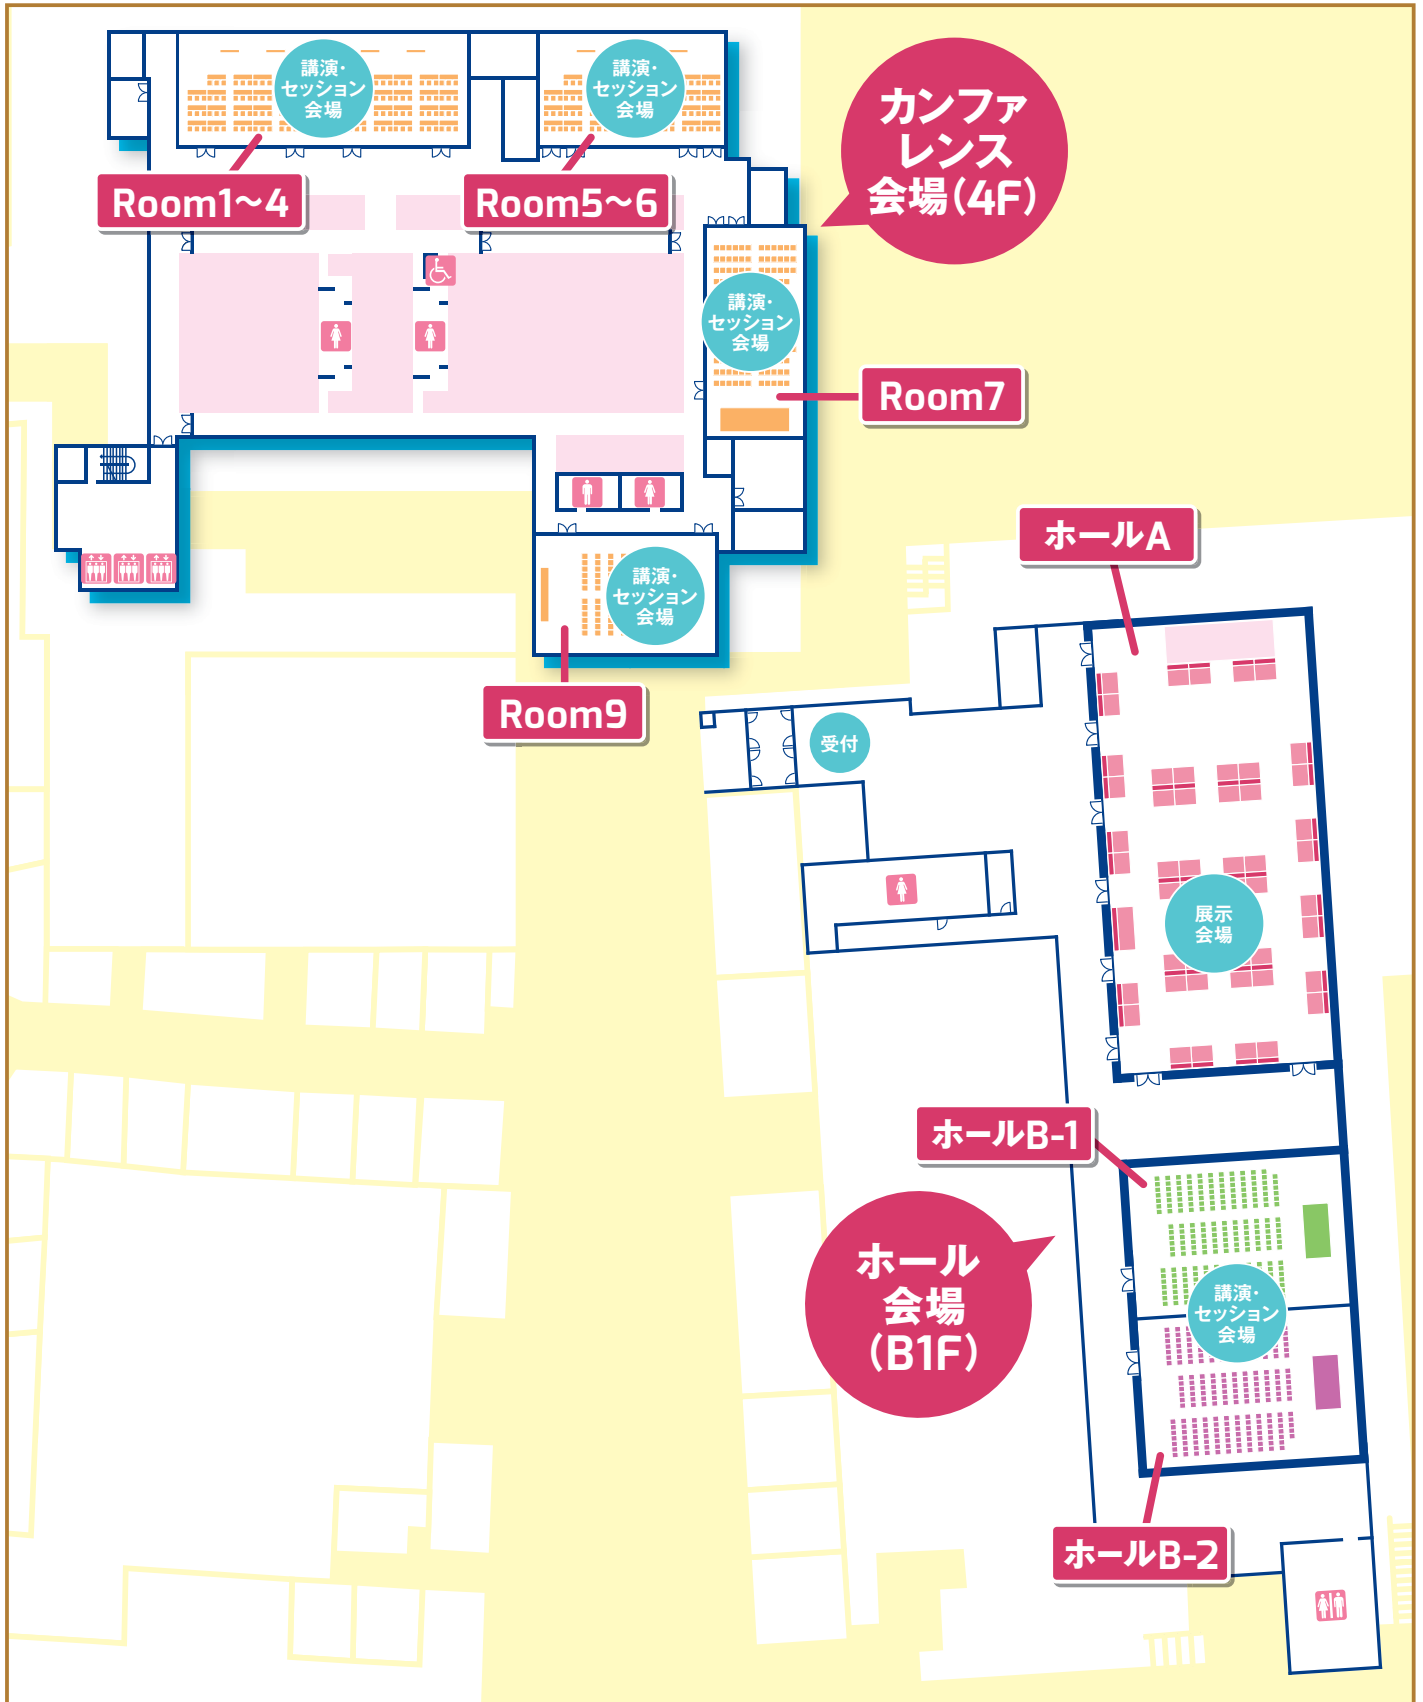 講演・
セッション
会場
講演・
セッション
会場
カンファ
レンス
会場(4F)
Room1〜4
Room5〜6
講演・
セッション
会場
Room7
ホールA
講演・
セッション
会場
Room9
受付
展示
会場
ホールB-1
ホール
会場
(B1F)
講演・
セッション
会場
ホールB-2